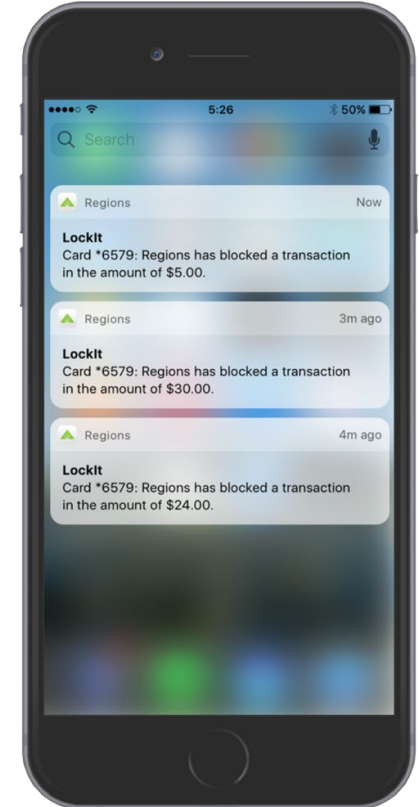 5:26
50%
Search
Regions Now
LockIt
Card *6579: Regions has blocked a transaction
in the amount of $5.00.
Regions 3m ago
LockIt
Card *6579: Regions has blocked a transaction
in the amount of $30.00.
Regions 4m ago
LockIt
Card *6579: Regions has blocked a transaction
in the amount of $24.00.